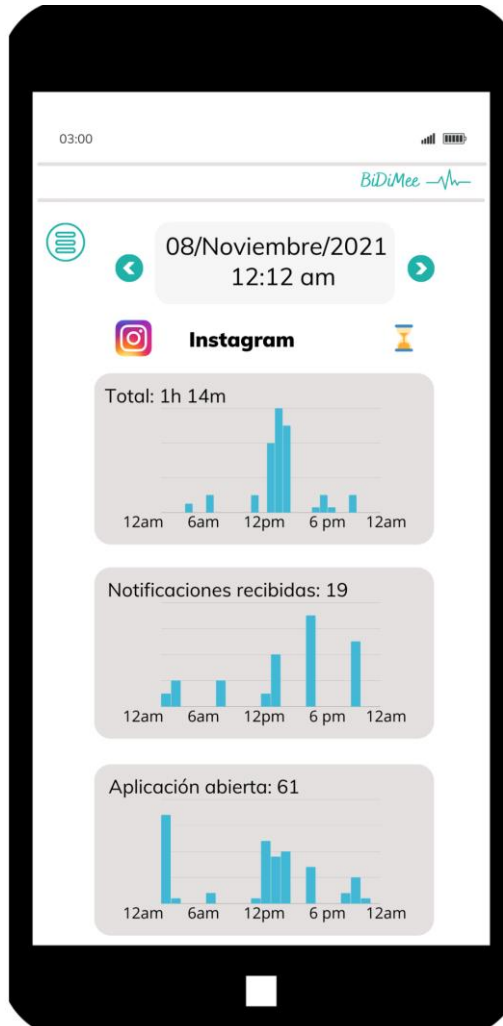 03:00
BiDiMee
08/Noviembre/2021
12:12 am
Instagram
Total: 1h 14m
12am 6am 12pm 6 pm 12am
Notificaciones recibidas: 19
12am 6am 12pm 6 pm 12am
Aplicación abierta: 61
12am 6am 12pm 6 pm 12am